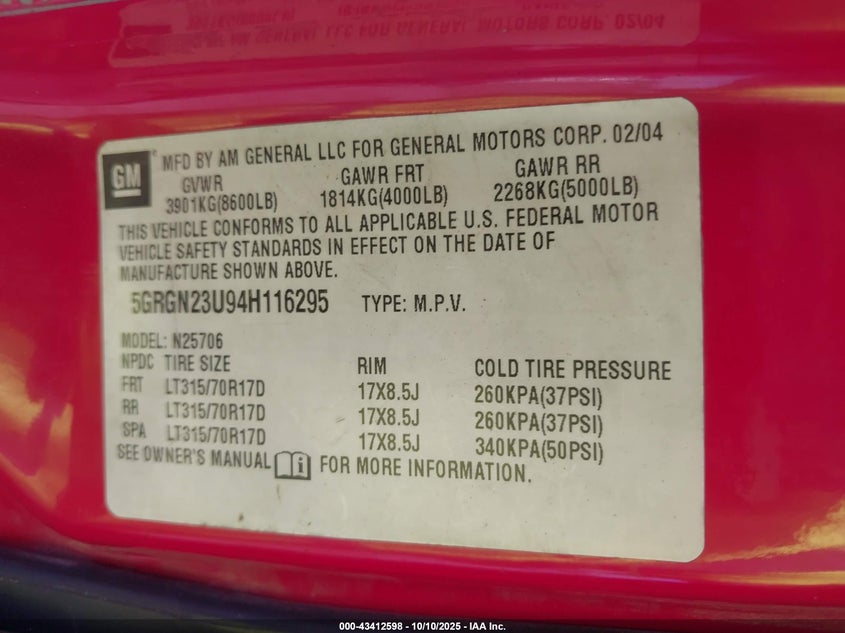 GM
MFD BY AM GENERAL LLC FOR GENERAL MOTORS CORP. 02/04
GVWR GAWR FRT GAWR RR
3901KG(8600LB) 1814KG(4000LB) 2268KG(5000LB)
THIS VEHICLE CONFORMS TO ALL APPLICABLE U.S. FEDERAL MOTOR
VEHICLE SAFETY STANDARDS IN EFFECT ON THE DATE OF
MANUFACTURE SHOWN ABOVE.
5GRGN23U94H116295 TYPE: M.P.V.
MODEL: N25706
NPDC TIRE SIZE RIM COLD TIRE PRESSURE
FRT LT315/70R17D 17X8.5J 260KPA(37PSI)
RR LT315/70R17D 17X8.5J 260KPA(37PSI)
SPA LT315/70R17D 17X8.5J 340KPA(50PSI)
SEE OWNER'S MANUAL i FOR MORE INFORMATION.
000-43412598 - 10/10/2025 - IAA Inc.